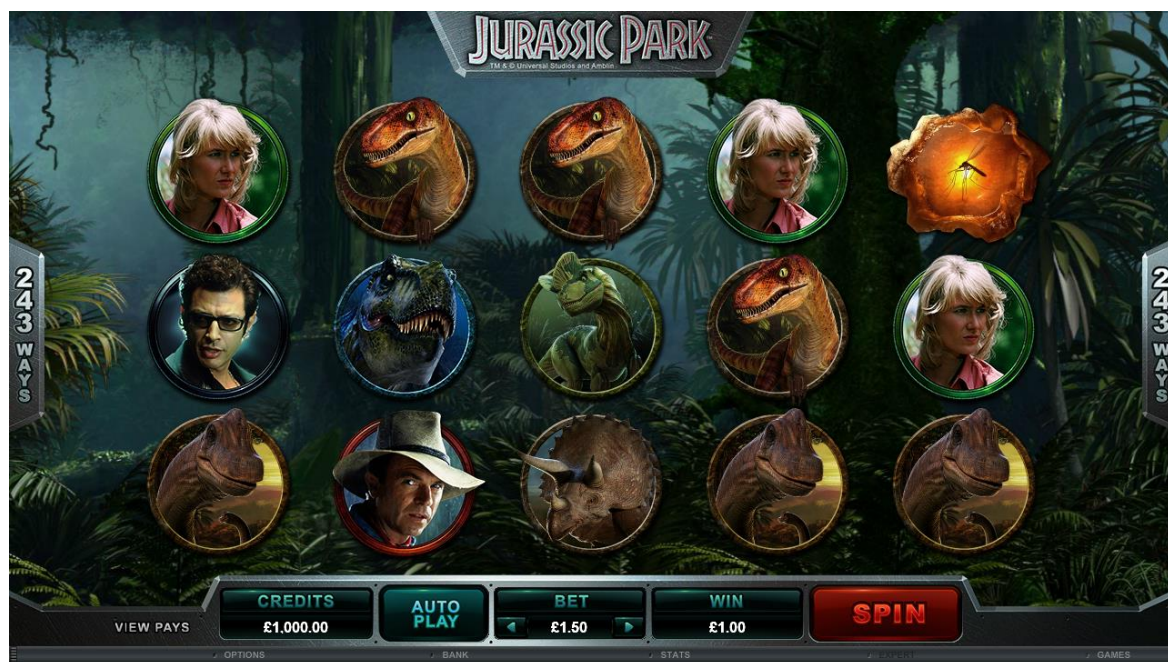 JURASSIC PARK
TM & © Universal Studios and Amblin
243 WAYS
243 WAYS
CREDITS
£1,000.00
AUTO
PLAY
BET
£1.50
WIN
£1.00
SPIN
VIEW PAYS
OPTIONS
BANK
STATS
EXPERT
GAMES